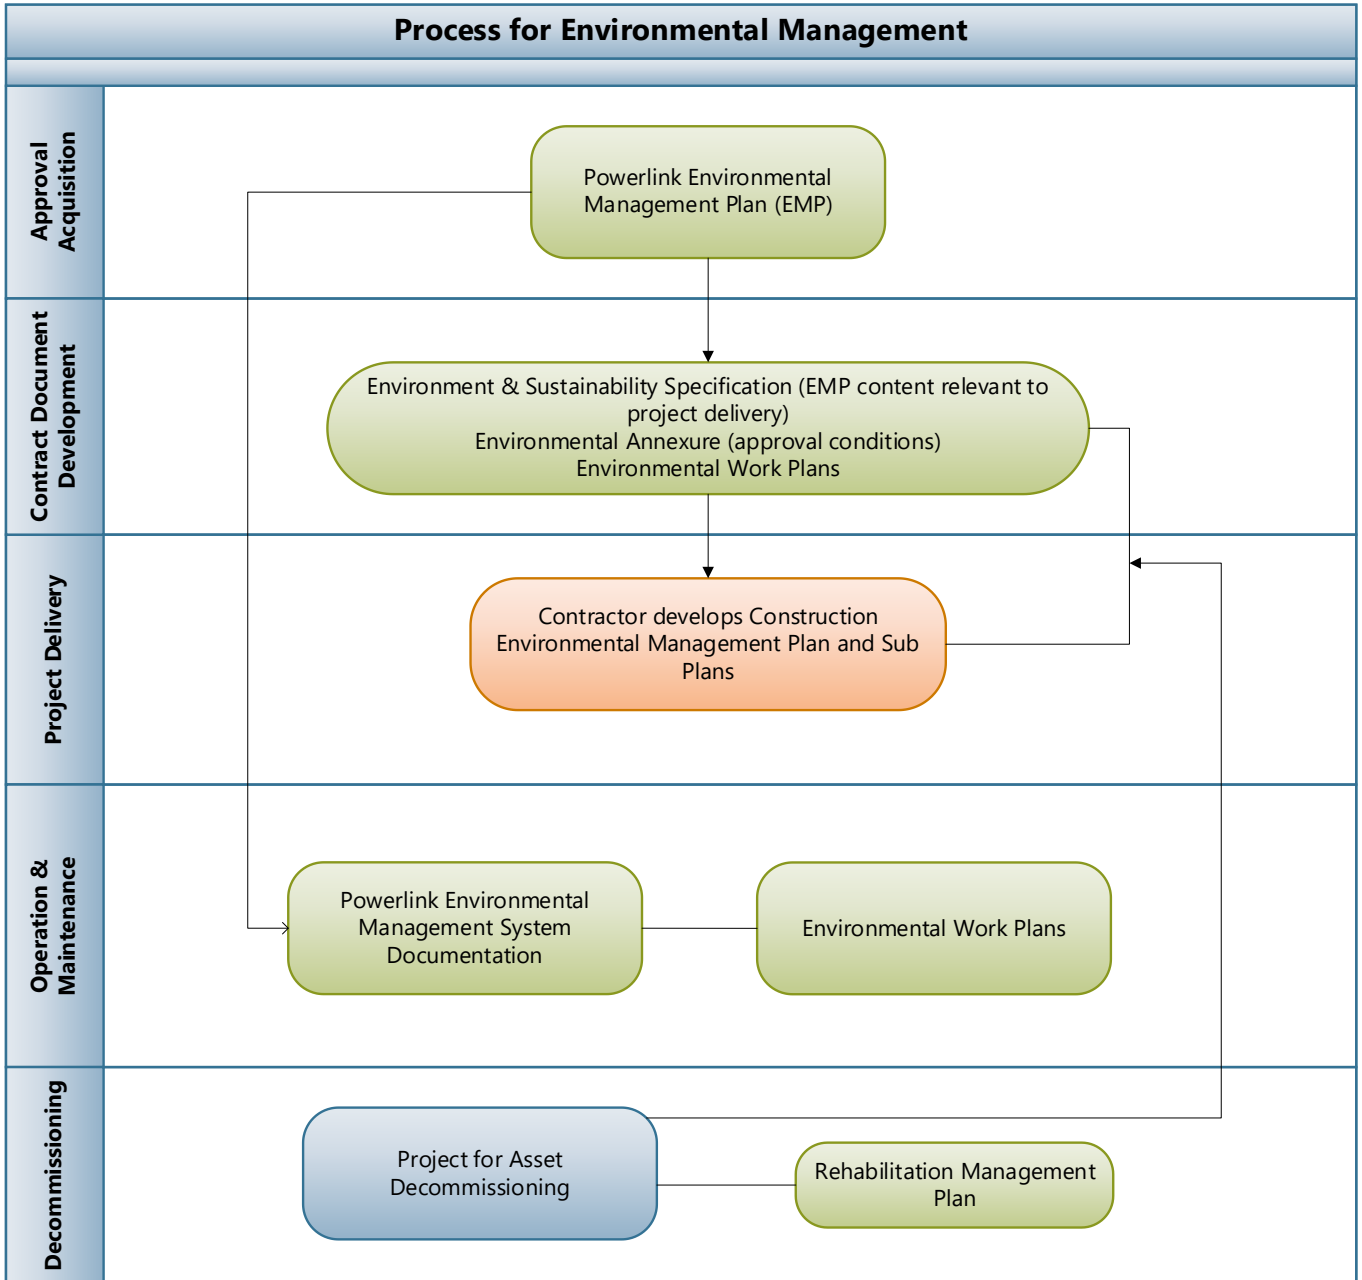 Process for Environmental Management
Approval
Acquisition
Powerlink Environmental
Management Plan (EMP)
Contract Document
Development
Environment & Sustainability Specification (EMP content relevant to
project delivery)
Environmental Annexure (approval conditions)
Environmental Work Plans
Project Delivery
Contractor develops Construction
Environmental Management Plan and Sub
Plans
Operation &
Maintenance
Powerlink Environmental
Management System
Documentation
Environmental Work Plans
Decommissioning
Project for Asset
Decommissioning
Rehabilitation Management
Plan